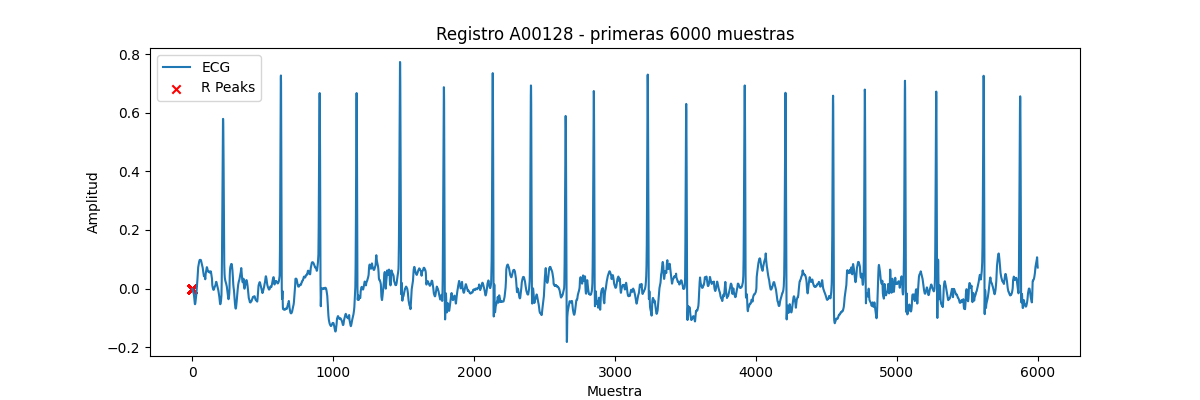 Registro A00128 - primeras 6000 muestras
ECG
R Peaks
Amplitud
0.8
0.6
0.4
0.2
0.0
−0.2
0 1000 2000 3000 4000 5000 6000
Muestra